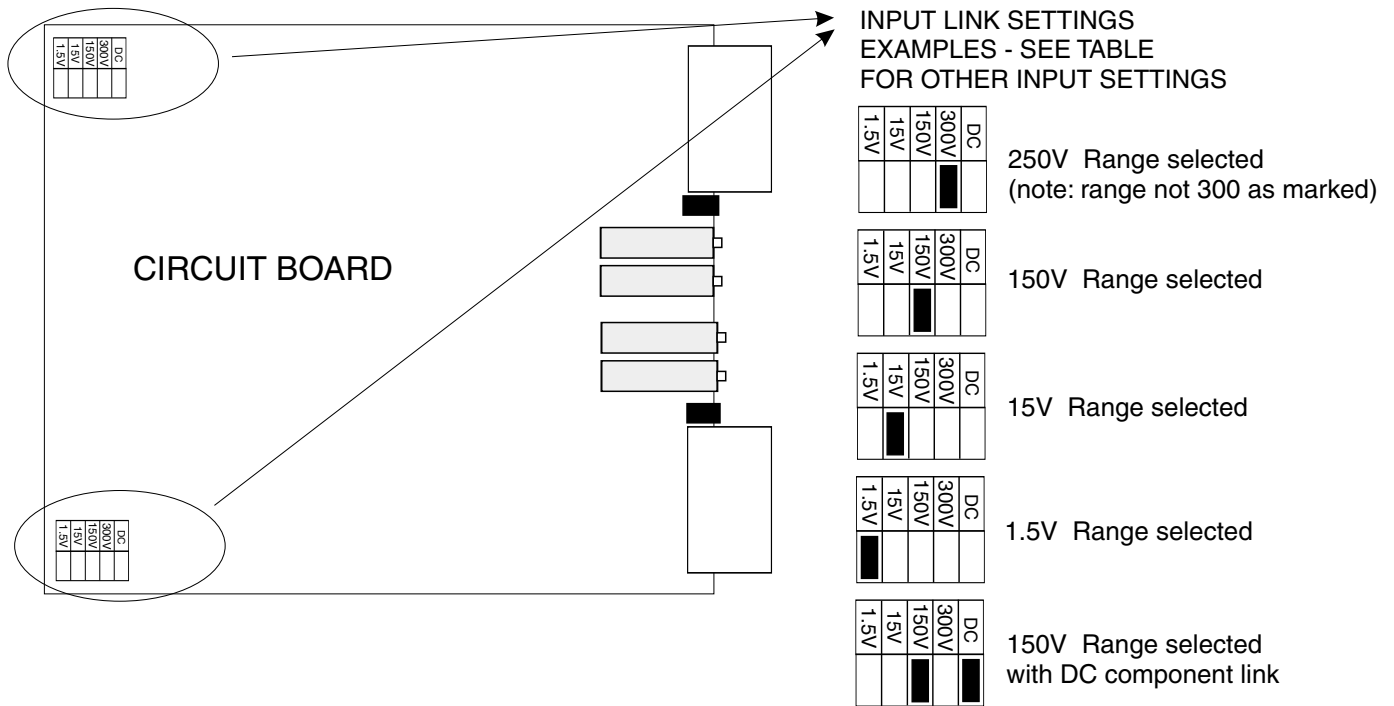 1.5V
15V
150V
300V
DC
CIRCUIT BOARD
1.5V
15V
150V
300V
DC
INPUT LINK SETTINGS
EXAMPLES - SEE TABLE
FOR OTHER INPUT SETTINGS
1.5V
15V
150V
300V
DC
250V Range selected
(note: range not 300 as marked)
1.5V
15V
150V
300V
DC
150V Range selected
1.5V
15V
150V
300V
DC
15V Range selected
1.5V
15V
150V
300V
DC
1.5V Range selected
1.5V
15V
150V
300V
DC
150V Range selected
with DC component link